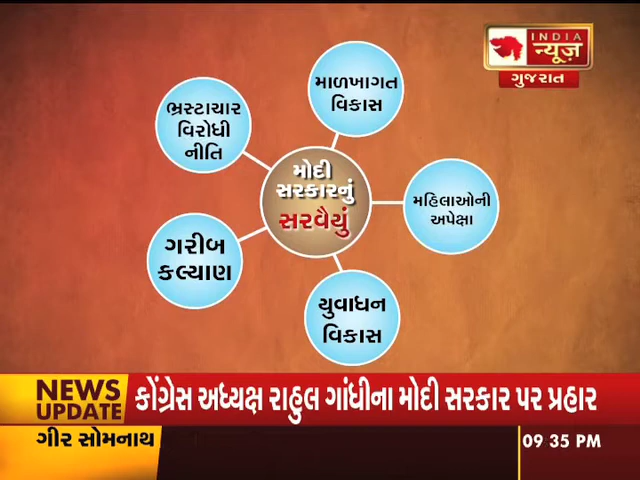 INDIA
न्यूज़
ગુજરાત
માળખાગત
વિકાસ
ભ્રસ્ટાચાર
વિરોધી
નીતિ
મોદી
સરકારનું
સરવૈયું
મહિલાઓની
અપેક્ષા
ગરીબ
કલ્યાણ
યુવાધન
વિકાસ
NEWS
UPDATE
કોંગ્રેસ અધ્યક્ષ રાહુલ ગાંધીના મોદી સરકાર પર પ્રહાર
ગીર સોમનાથ
09 35 PM